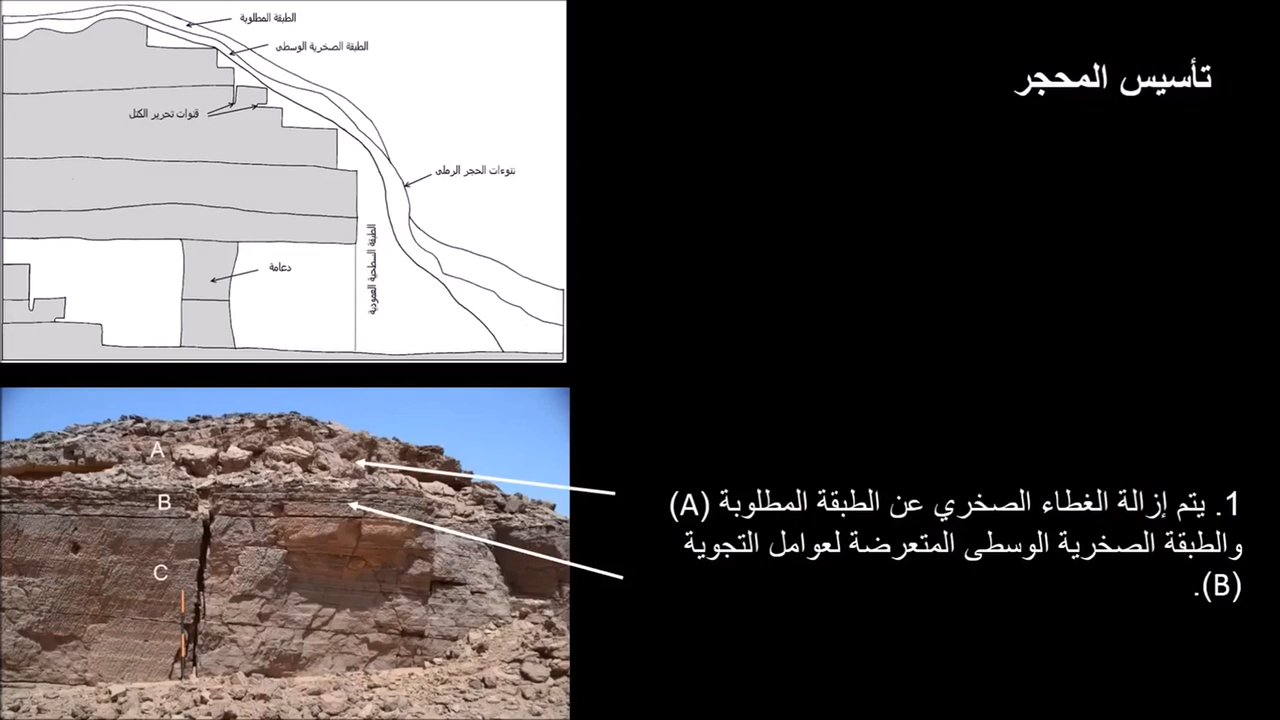 تأسيس المحجر
الطبقة المطلوبة
الطبقة الصخرية الوسطى
قنوات تحرير الكتل
نتوءات الحجر الرملى
الطبقة السطحية العمودية
دعامة
A
B
C
1. يتم إزالة الغطاء الصخري عن الطبقة المطلوبة (A)
والطبقة الصخرية الوسطى المتعرضة لعوامل التجوية
(B).